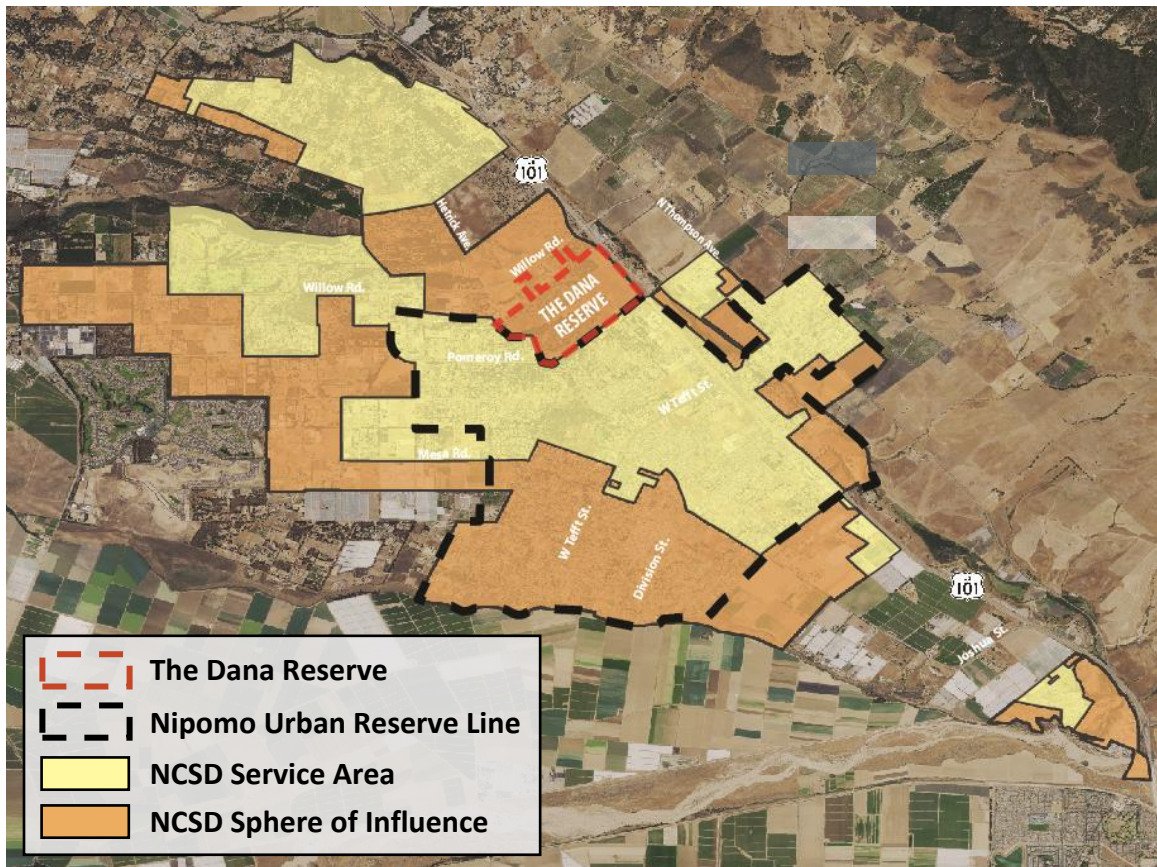 101
Hetrick Ave.
N Thompson Ave.
Willow Rd.
THE DANA
RESERVE
Willow Rd.
Pomeroy Rd.
W Tefft St.
Mesa Rd.
W Tefft St.
Division St.
101
Joshua St.
The Dana Reserve
Nipomo Urban Reserve Line
NCSD Service Area
NCSD Sphere of Influence